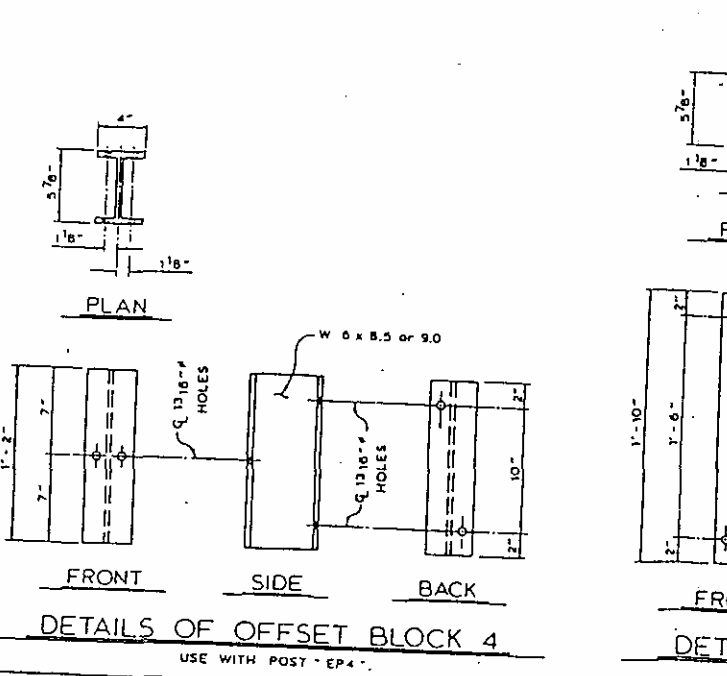 4"
5 7/8"
1 1/8"
1 1/8"
PLAN
5 7/8"
1 1/8"
W 6 x 8.5 or 9.0
1'-2"
7"
7"
℄ 13/16" ø
HOLES
℄ 13/16" ø
HOLES
2"
10"
2"
FRONT
SIDE
BACK
DETAILS OF OFFSET BLOCK 4
USE WITH POST "EP4".
1'-10"
2"
1'-6"
2"
FR
DET